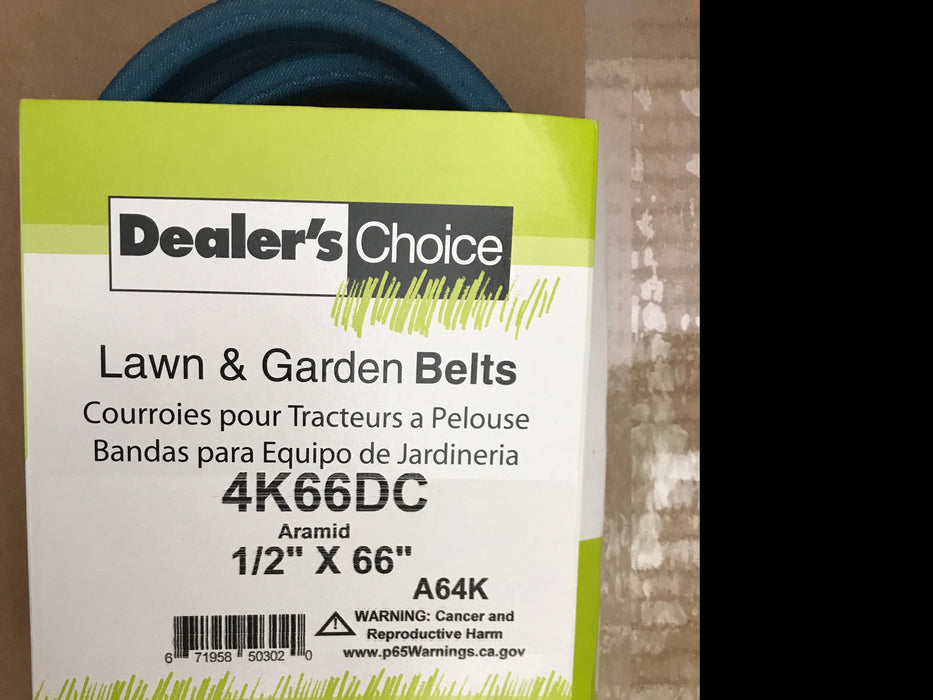 Dealer's Choice
Lawn & Garden Belts
Courroies pour Tracteurs a Pelouse
Bandas para Equipo de Jardineria
4K66DC
Aramid
1/2" X 66"
A64K
WARNING: Cancer and
Reproductive Harm
www.p65Warnings.ca.gov
6 71958 50302 0